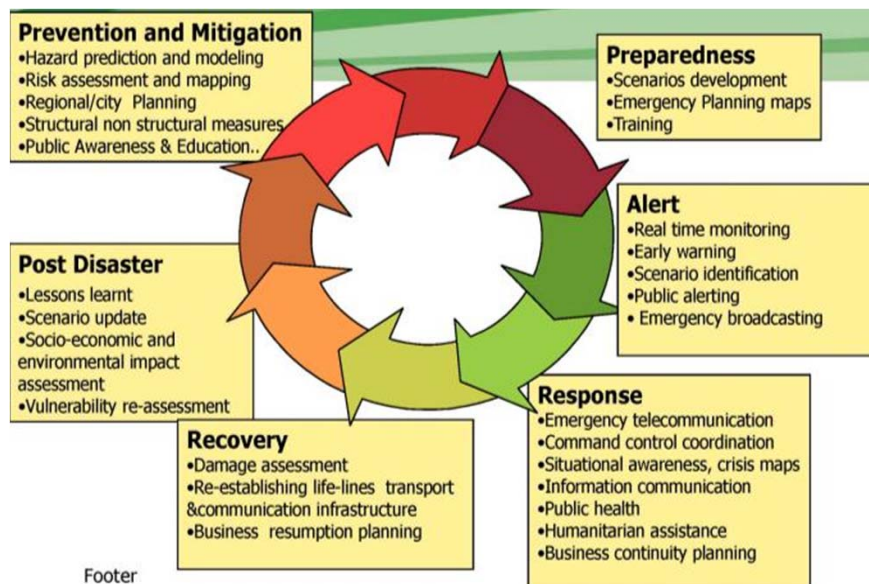 Prevention and Mitigation
•Hazard prediction and modeling
•Risk assessment and mapping
•Regional/city Planning
•Structural non structural measures
•Public Awareness & Education..
Preparedness
•Scenarios development
•Emergency Planning maps
•Training
Alert
•Real time monitoring
•Early warning
•Scenario identification
•Public alerting
• Emergency broadcasting
Response
•Emergency telecommunication
•Command control coordination
•Situational awareness, crisis maps
•Information communication
•Public health
•Humanitarian assistance
•Business continuity planning
Recovery
•Damage assessment
•Re-establishing life-lines transport
&communication infrastructure
•Business resumption planning
Post Disaster
•Lessons learnt
•Scenario update
•Socio-economic and
environmental impact
assessment
•Vulnerability re-assessment
Footer